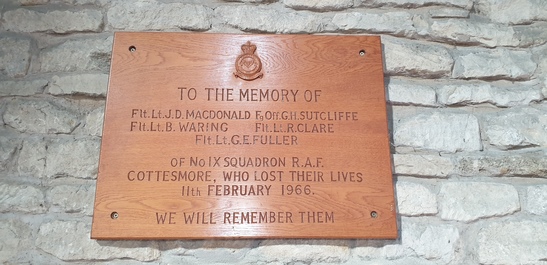 TO THE MEMORY OF
Flt.Lt.J.D.MACDONALD F,Off.G.H.SUTCLIFFE
Flt.Lt.B.WARING Flt.Lt.R.CLARE
Flt.Lt.G.E.FULLER
OF No IX SQUADRON R.A.F.
COTTESMORE, WHO LOST THEIR LIVES
11th FEBRUARY 1966.
WE WILL REMEMBER THEM